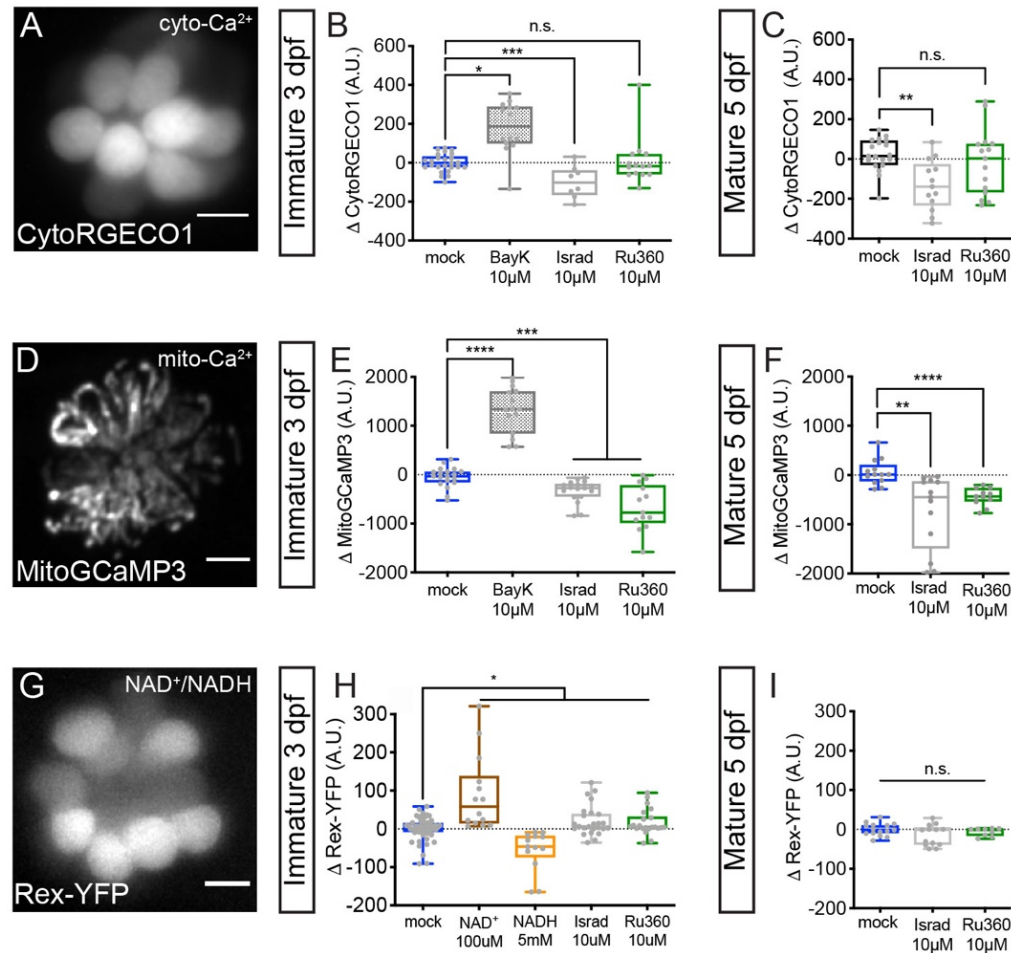 A
cyto-Ca²⁺
CytoRGECO1
Immature 3 dpf
B
Δ CytoRGECO1 (A.U.)
600
400
200
0
-200
-400
n.s.
***
*
mock
BayK
10µM
Israd
10µM
Ru360
10µM
Mature 5 dpf
C
Δ CytoRGECO1 (A.U.)
600
400
200
0
-200
-400
n.s.
**
mock
Israd
10µM
Ru360
10µM
D
mito-Ca²⁺
MitoGCaMP3
Immature 3 dpf
E
Δ MitoGCaMP3 (A.U.)
2000
1000
0
-1000
-2000
***
****
mock
BayK
10µM
Israd
10µM
Ru360
10µM
Mature 5 dpf
F
Δ MitoGCaMP3 (A.U.)
2000
1000
0
-1000
-2000
****
**
mock
Israd
10µM
Ru360
10µM
G
NAD⁺/NADH
Rex-YFP
Immature 3 dpf
H
Δ Rex-YFP (A.U.)
300
200
100
0
-100
-200
*
mock
NAD⁺
100uM
NADH
5mM
Israd
10uM
Ru360
10uM
Mature 5 dpf
I
Δ Rex-YFP (A.U.)
300
200
100
0
-100
-200
n.s.
mock
Israd
10µM
Ru360
10µM